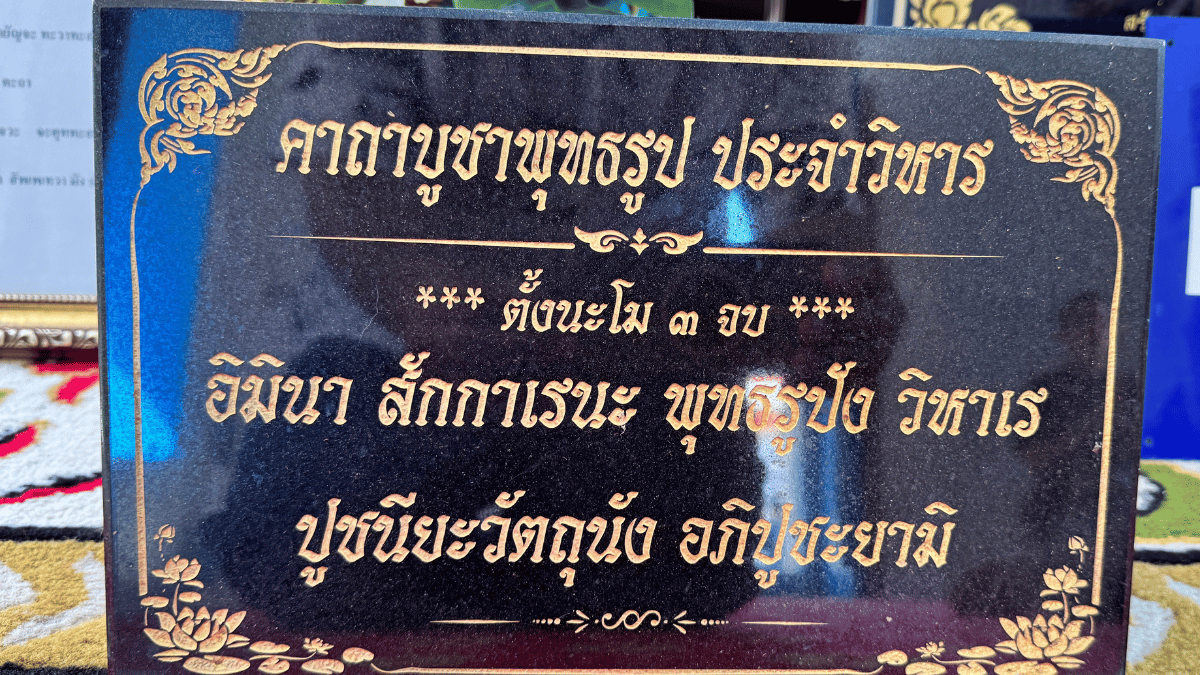 คาถาบูชาพุทธรูป ประจำวิหาร
*** ตั้งนะโม ๓ จบ ***
อิมินา สักกาเรนะ พุทธรูปัง วิหาเร
ปูชนียะวัตถุนัง อภิปูชะยามิ